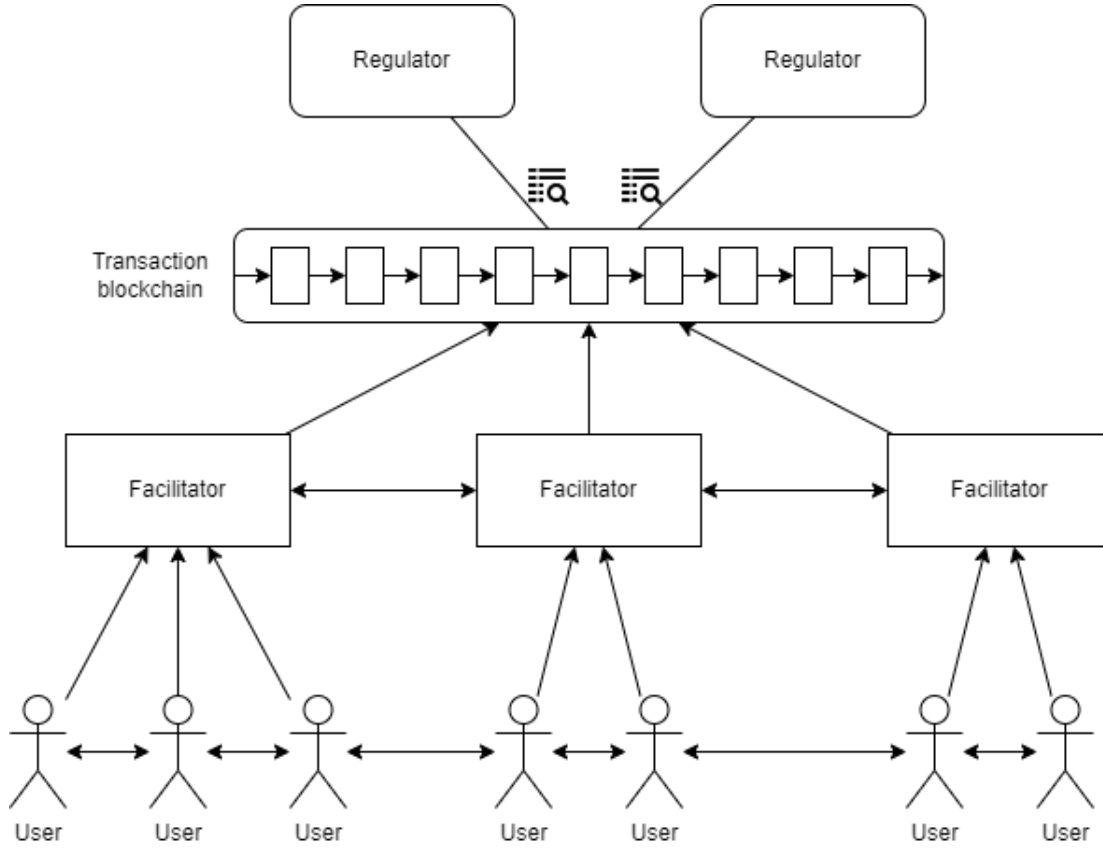 Regulator
Regulator
Transaction
blockchain
Facilitator
Facilitator
Facilitator
User
User
User
User
User
User
User